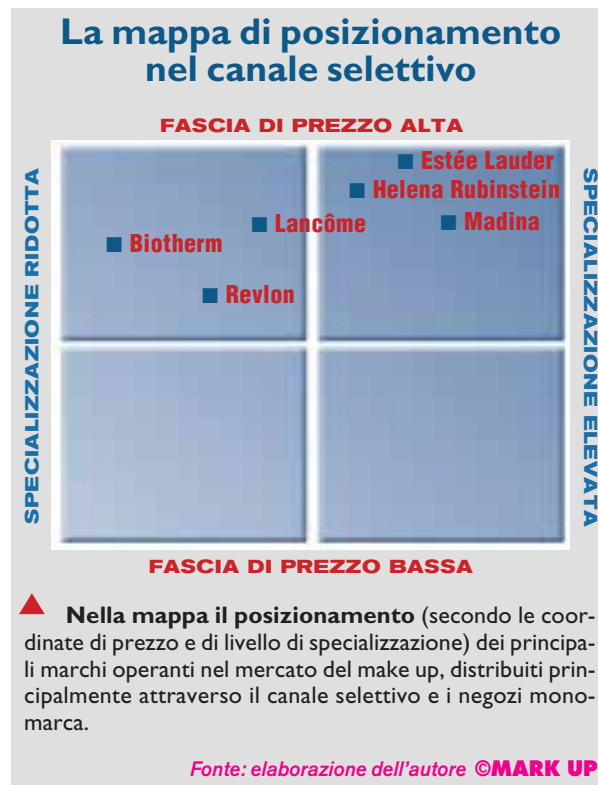 La mappa di posizionamento
nel canale selettivo
FASCIA DI PREZZO ALTA
SPECIALIZZAZIONE RIDOTTA
Estée Lauder
Helena Rubinstein
Lancôme
Madina
Biotherm
Revlon
SPECIALIZZAZIONE ELEVATA
FASCIA DI PREZZO BASSA
Nella mappa il posizionamento (secondo le coor-
dinate di prezzo e di livello di specializzazione) dei principa-
li marchi operanti nel mercato del make up, distribuiti prin-
cipalmente attraverso il canale selettivo e i negozi mono-
marca.
Fonte: elaborazione dell'autore ©MARK UP